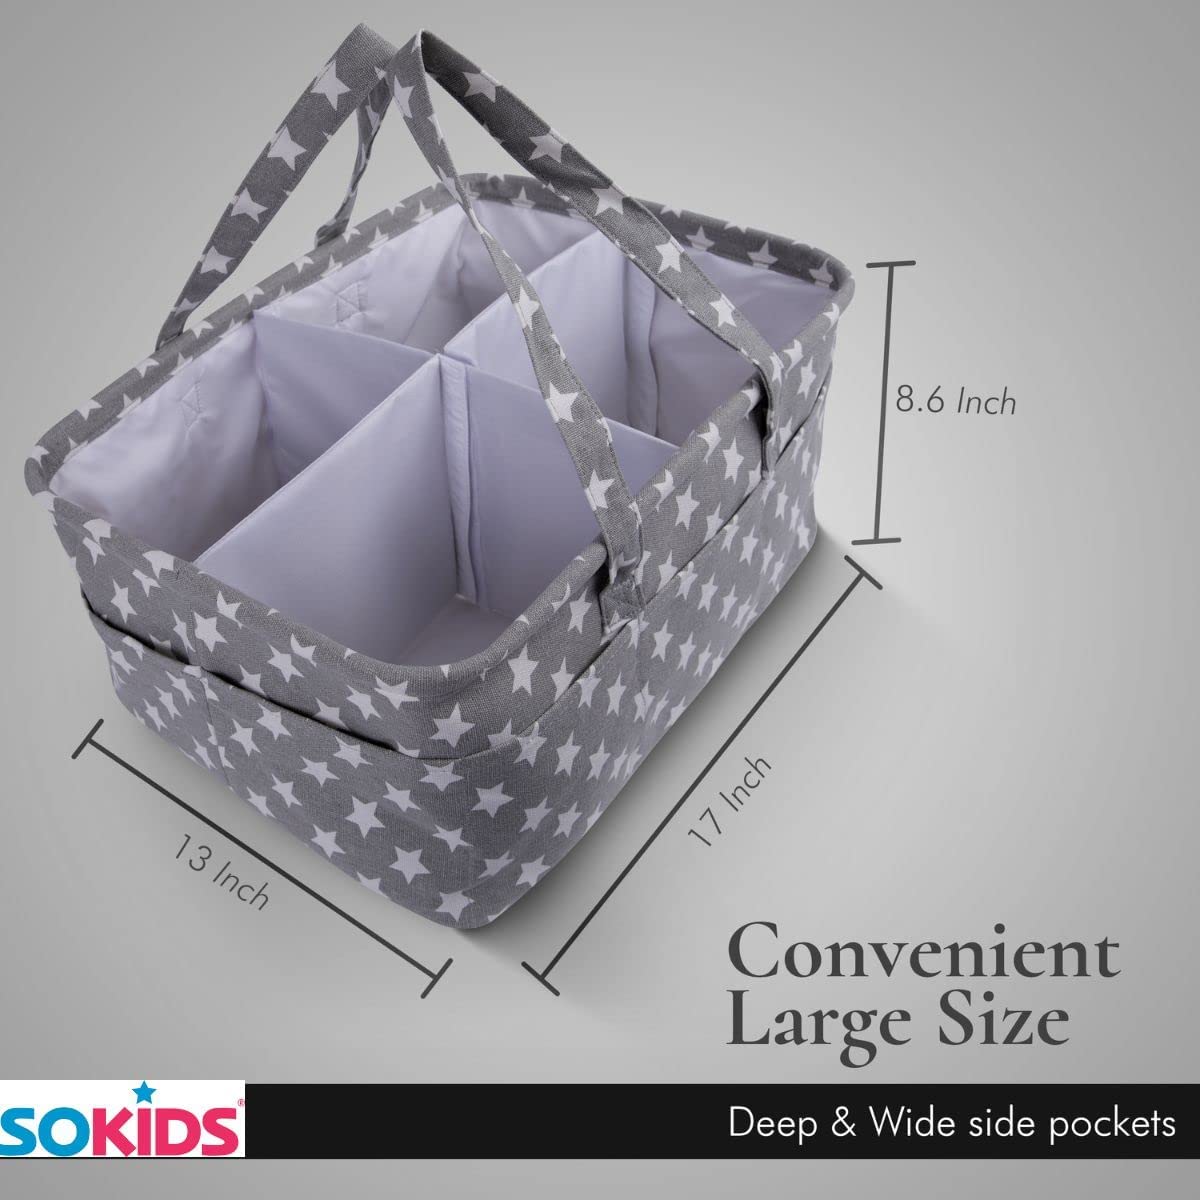 8.6 Inch
17 Inch
13 Inch
Convenient
Large Size
SOKIDS®
Deep & Wide side pockets